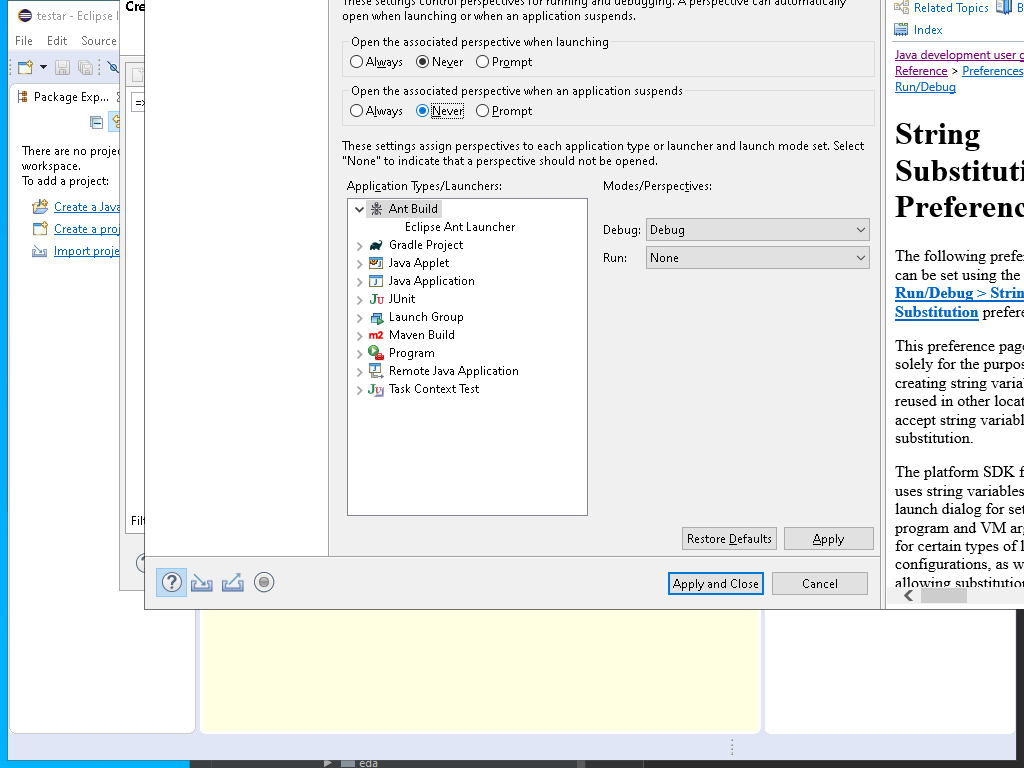 testar - Eclipse
Cre
File Edit Source
Package Exp...
There are no proje
workspace.
To add a project:
Create a Java
Create a proj
Import proje
=>
Filt
These settings control perspectives for running and debugging. A perspective can automatically
open when launching or when an application suspends.
Open the associated perspective when launching
Always Never Prompt
Open the associated perspective when an application suspends
Always Never Prompt
These settings assign perspectives to each application type or launcher and launch mode set. Select
"None" to indicate that a perspective should not be opened.
Application Types/Launchers:
Ant Build
Eclipse Ant Launcher
Gradle Project
Java Applet
Java Application
JUnit
Launch Group
Maven Build
Program
Remote Java Application
Task Context Test
Modes/Perspectives:
Debug: Debug
Run: None
Restore Defaults Apply
Apply and Close Cancel
Related Topics B
Index
Java development user g
Reference > Preferences
Run/Debug
String
Substituti
Preferenc
The following prefer
can be set using the
Run/Debug > Strin
Substitution prefere
This preference page
solely for the purpos
creating string varia
reused in other locat
accept string variabl
substitution.
The platform SDK f
uses string variables
launch dialog for set
program and VM arg
for certain types of l
configurations, as w
allowing substitution
eda